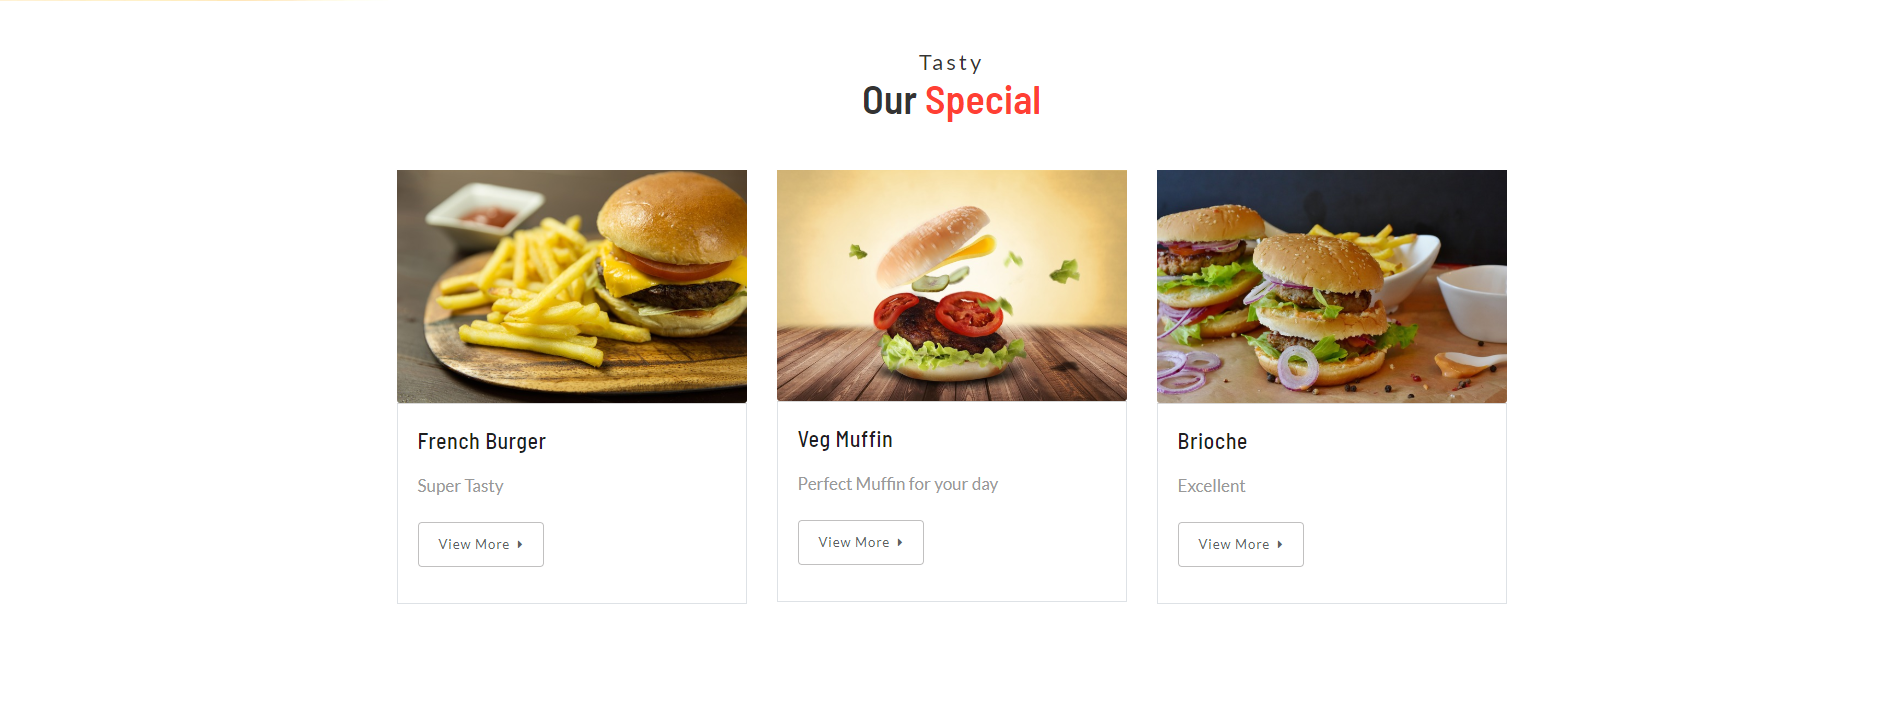 Tasty
Our Special
French Burger
Super Tasty
View More
Veg Muffin
Perfect Muffin for your day
View More
Brioche
Excellent
View More